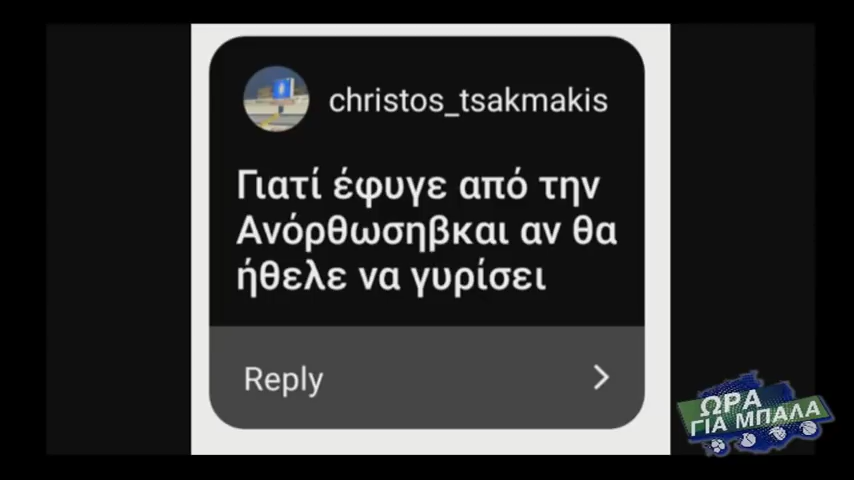 christos_tsakmakis
Γιατί έφυγε από την
Ανόρθωσηβκαι αν θα
ήθελε να γυρίσει
Reply
ΩΡΑ
ΓΙΑ ΜΠΑΛΑ